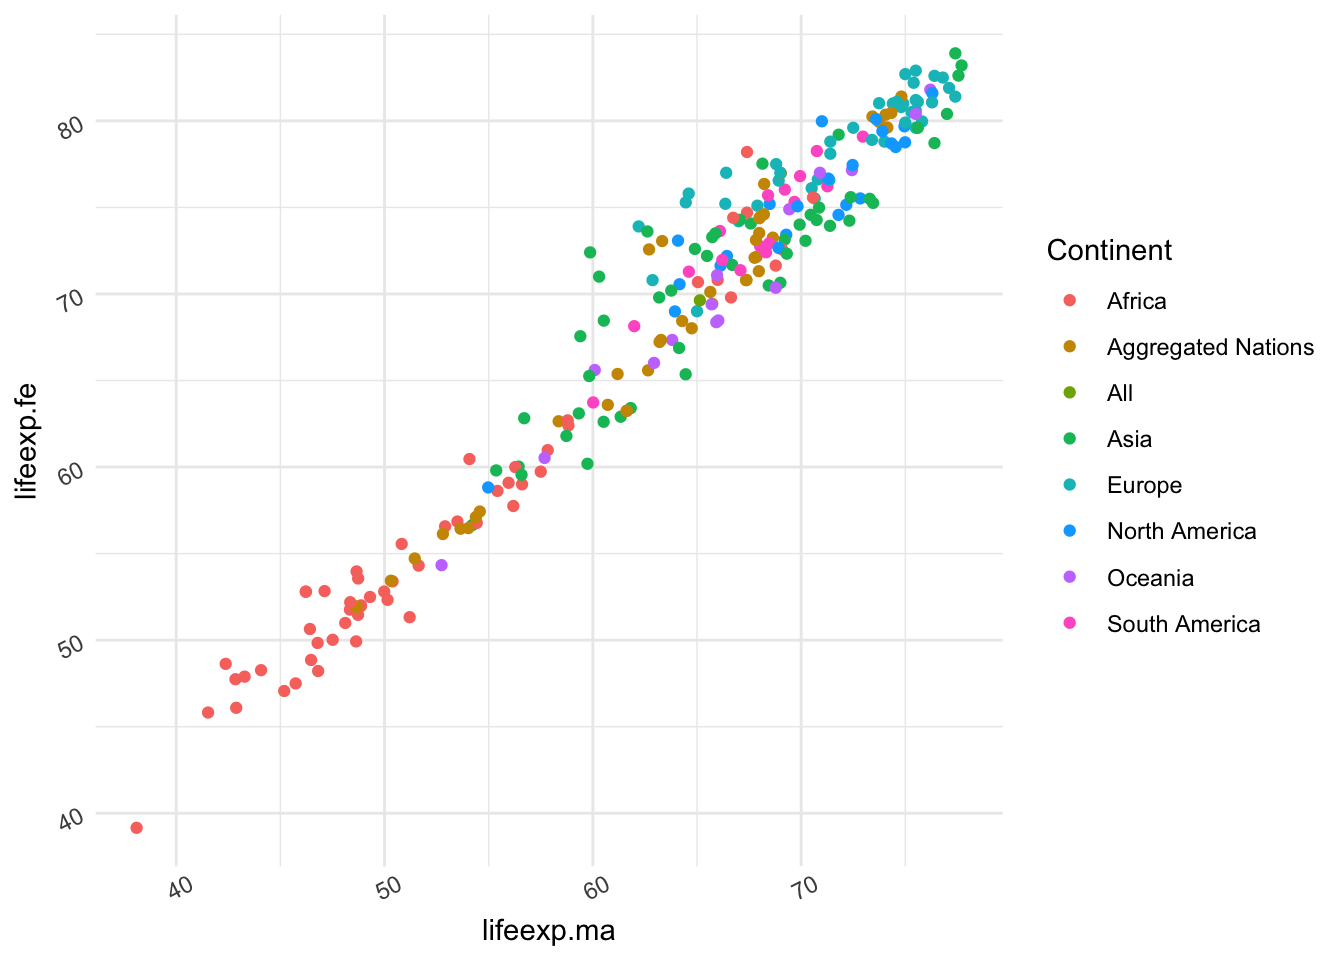 80
70
60
50
40
lifeexp.fe
40
50
60
70
lifeexp.ma
Continent
Africa
Aggregated Nations
All
Asia
Europe
North America
Oceania
South America